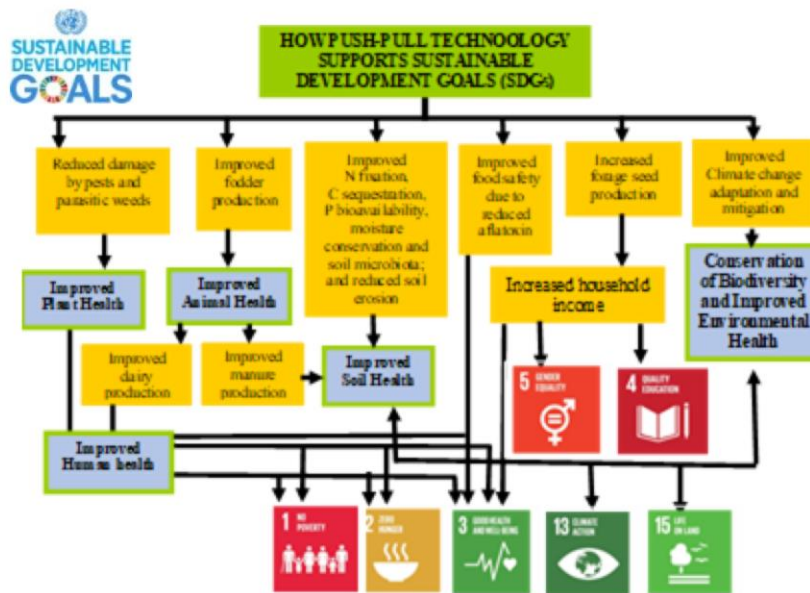 SUSTAINABLE
DEVELOPMENT
GOALS
HOW PUSH-PULL TECHNOOLOGY
SUPPORTS SUSTAINABLE
DEVELOPMENT GOALS (SDGs)
Reduced damage
by pests and
parasitic weeds
Improved
fodder
production
Improved
N fixation,
C sequestration,
P bioavailability,
moisture
conservation and
soil microbiota;
and reduced soil
erosion
Improved
food safety
due to
reduced
aflatoxin
Increased
forage seed
production
Improved
Climate change
adaptation and
mitigation
Improved
Plant Health
Improved
Animal Health
Increased household
income
Conservation
of Biodiversity
and Improved
Environmental
Health
Improved
dairy
production
Improved
manure
production
Improved
Soil Health
5 GENDER
EQUALITY
4 QUALITY
EDUCATION
Improved
Human health
1 NO
POVERTY
2 ZERO
HUNGER
3 GOOD HEALTH
AND WELL-BEING
13 CLIMATE
ACTION
15 LIFE
ON LAND